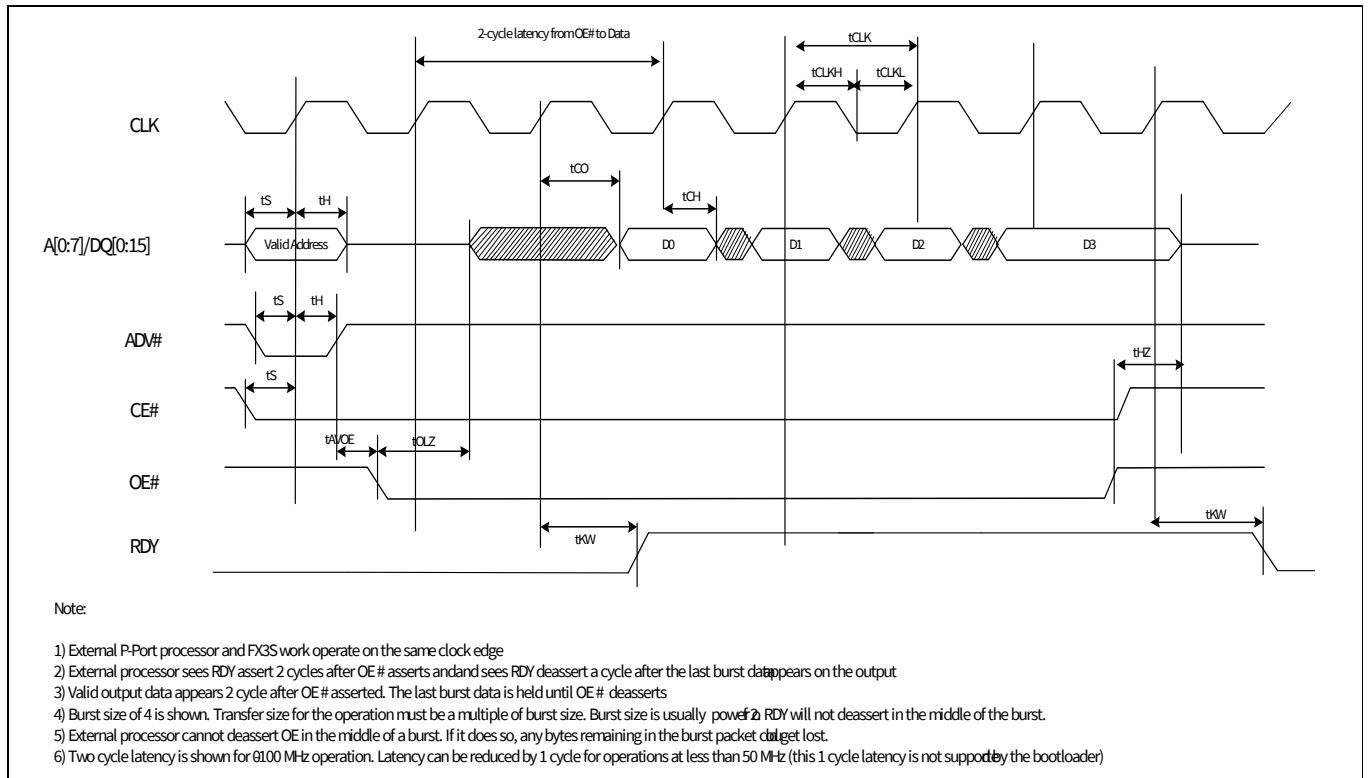 2-cycle latency from OE# to Data
tCLK
tCLKH tCLKL
CLK
tCO
tS tH tCH
A[0:7]/DQ[0:15] Valid Address D0 D1 D2 D3
tS tH
ADV#
tHZ
tS
CE#
tAVOE tOLZ
OE#
tKW tKW
RDY
Note:
1) External P-Port processor and FX3S work operate on the same clock edge
2) External processor sees RDY assert 2 cycles after OE # asserts andand sees RDY deassert a cycle after the last burst data appears on the output
3) Valid output data appears 2 cycle after OE # asserted. The last burst data is held until OE # deasserts
4) Burst size of 4 is shown. Transfer size for the operation must be a multiple of burst size. Burst size is usually power 2. RDY will not deassert in the middle of the burst.
5) External processor cannot deassert OE in the middle of a burst. If it does so, any bytes remaining in the burst packet could get lost.
6) Two cycle latency is shown for 0-100 MHz operation. Latency can be reduced by 1 cycle for operations at less than 50 MHz (this 1 cycle latency is not supported by the bootloader)